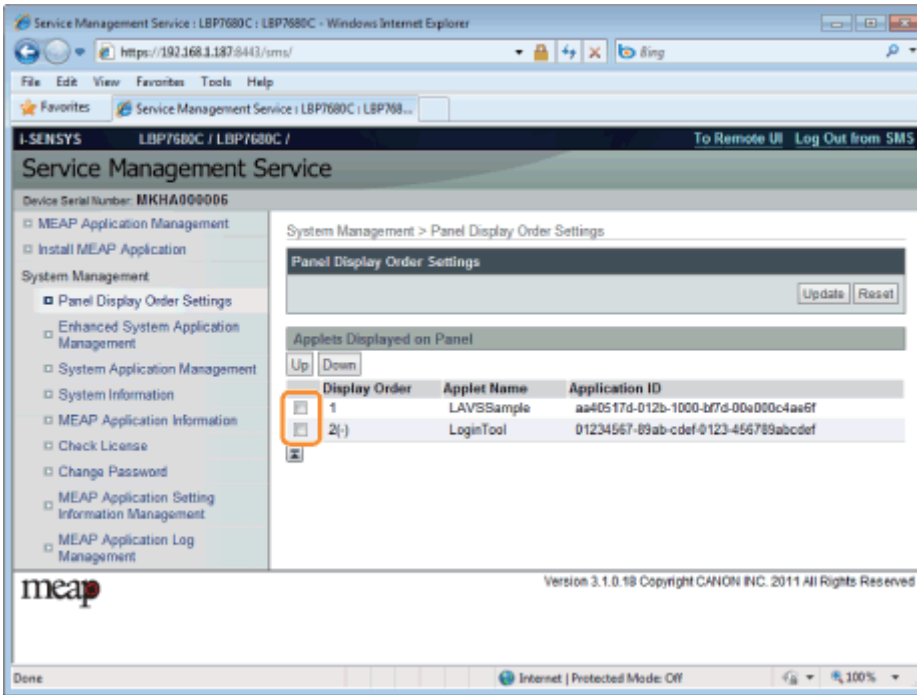 Service Management Service : LBP7680C : LBP7680C - Windows Internet Explorer
https://192.168.1.187:8443/sms/
Bing
File Edit View Favorites Tools Help
Favorites
Service Management Service : LBP7680C : LBP768...
i-SENSYS LBP7680C / LBP7680C / To Remote UI Log Out from SMS
Service Management Service
Device Serial Number: MKHA000006
MEAP Application Management
Install MEAP Application
System Management
Panel Display Order Settings
Enhanced System Application
Management
System Application Management
System Information
MEAP Application Information
Check License
Change Password
MEAP Application Setting
Information Management
MEAP Application Log
Management
System Management > Panel Display Order Settings
Panel Display Order Settings
Update Reset
Applets Displayed on Panel
Up Down
Display Order Applet Name Application ID
1 LAVSSample aa40517d-012b-1000-bf7d-00e000c4ae6f
2(-) LoginTool 01234567-89ab-cdef-0123-456789abcdef
meap
Version 3.1.0.18 Copyright CANON INC. 2011 All Rights Reserved
Done Internet | Protected Mode: Off 100%